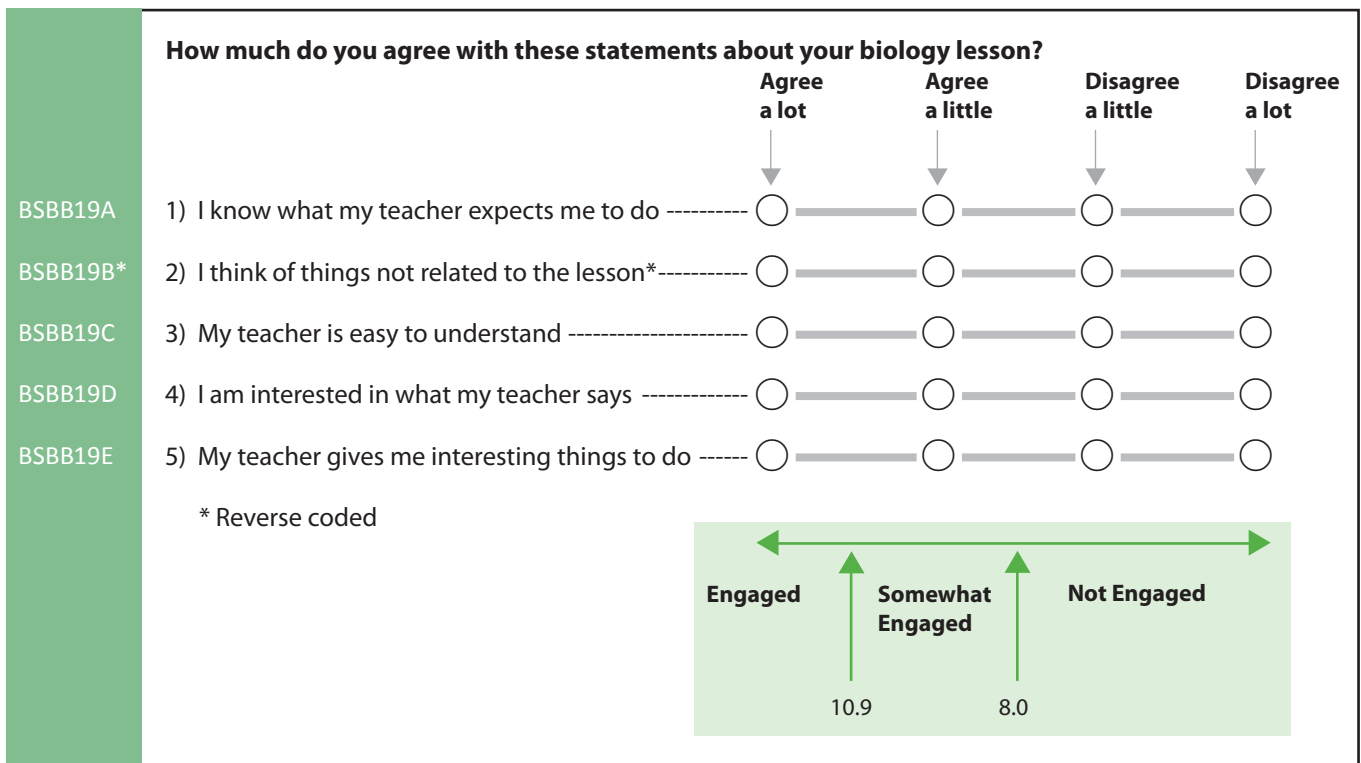 How much do you agree with these statements about your biology lesson?
Agree a lot
Agree a little
Disagree a little
Disagree a lot
BSBB19A 1) I know what my teacher expects me to do ----------
BSBB19B* 2) I think of things not related to the lesson*-----------
BSBB19C 3) My teacher is easy to understand ----------------------
BSBB19D 4) I am interested in what my teacher says -------------
BSBB19E 5) My teacher gives me interesting things to do ------
* Reverse coded
Engaged
Somewhat Engaged
Not Engaged
10.9
8.0